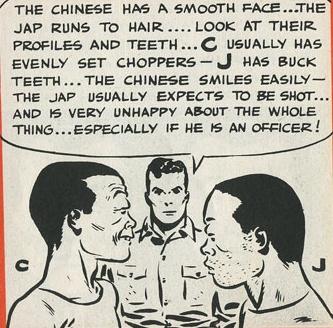 THE CHINESE HAS A SMOOTH FACE...THE
JAP RUNS TO HAIR....LOOK AT THEIR
PROFILES AND TEETH...C USUALLY HAS
EVENLY SET CHOPPERS-J HAS BUCK
TEETH...THE CHINESE SMILES EASILY-
THE JAP USUALLY EXPECTS TO BE SHOT...
AND IS VERY UNHAPPY ABOUT THE WHOLE
THING...ESPECIALLY IF HE IS AN OFFICER!
C J